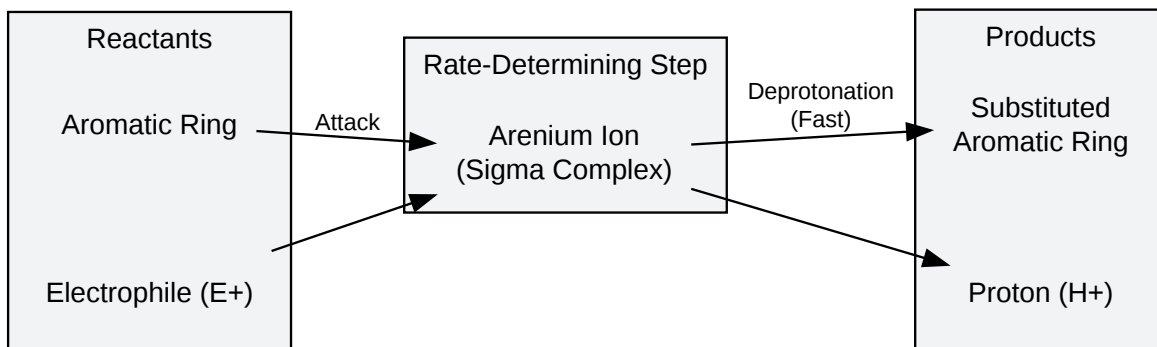 Reactants
Aromatic Ring
Electrophile (E+)
Attack
Rate-Determining Step
Arenium Ion
(Sigma Complex)
Deprotonation
(Fast)
Products
Substituted
Aromatic Ring
Proton (H+)